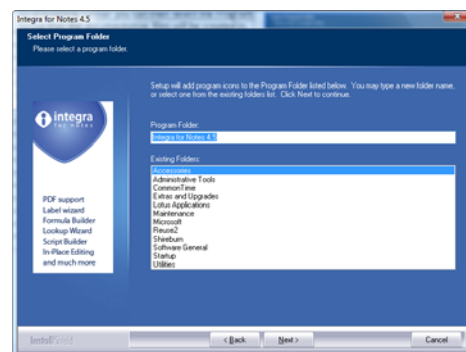 Integra for Notes 4.5
Select Program Folder
Please select a program folder.
Setup will add program icons to the Program Folder listed below. You may type a new folder name,
or select one from the existing folders list. Click Next to continue.
integra
for notes
Program Folder:
Integra for Notes 4.5
Existing Folders:
Accessories
Administrative Tools
CommonTime
Extras and Upgrades
Lotus Applications
Maintenance
Microsoft
Reuse2
Shireburn
Software General
Startup
Utilities
PDF support
Label wizard
Formula Builder
Lookup Wizard
Script Builder
In-Place Editing
and much more
InstallShield
< Back
Next >
Cancel